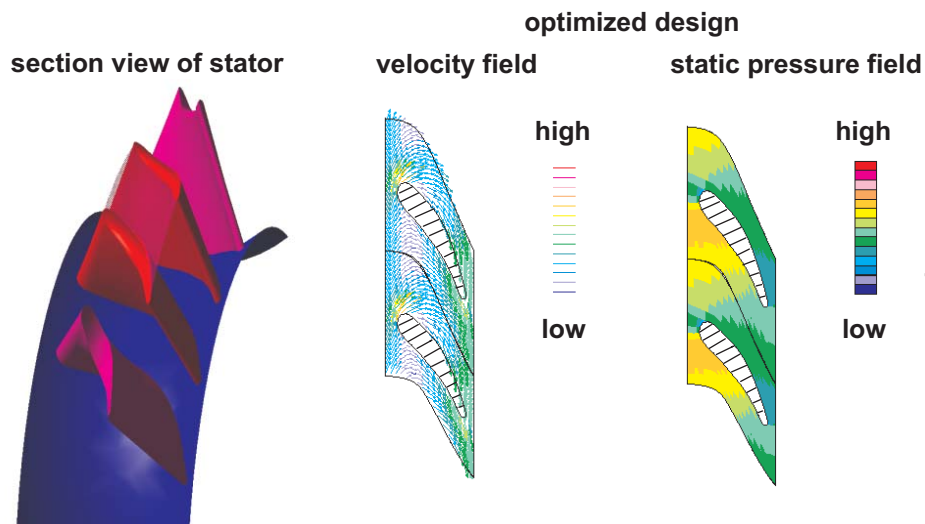 optimized design
section view of stator
velocity field
static pressure field
high
high
low
low